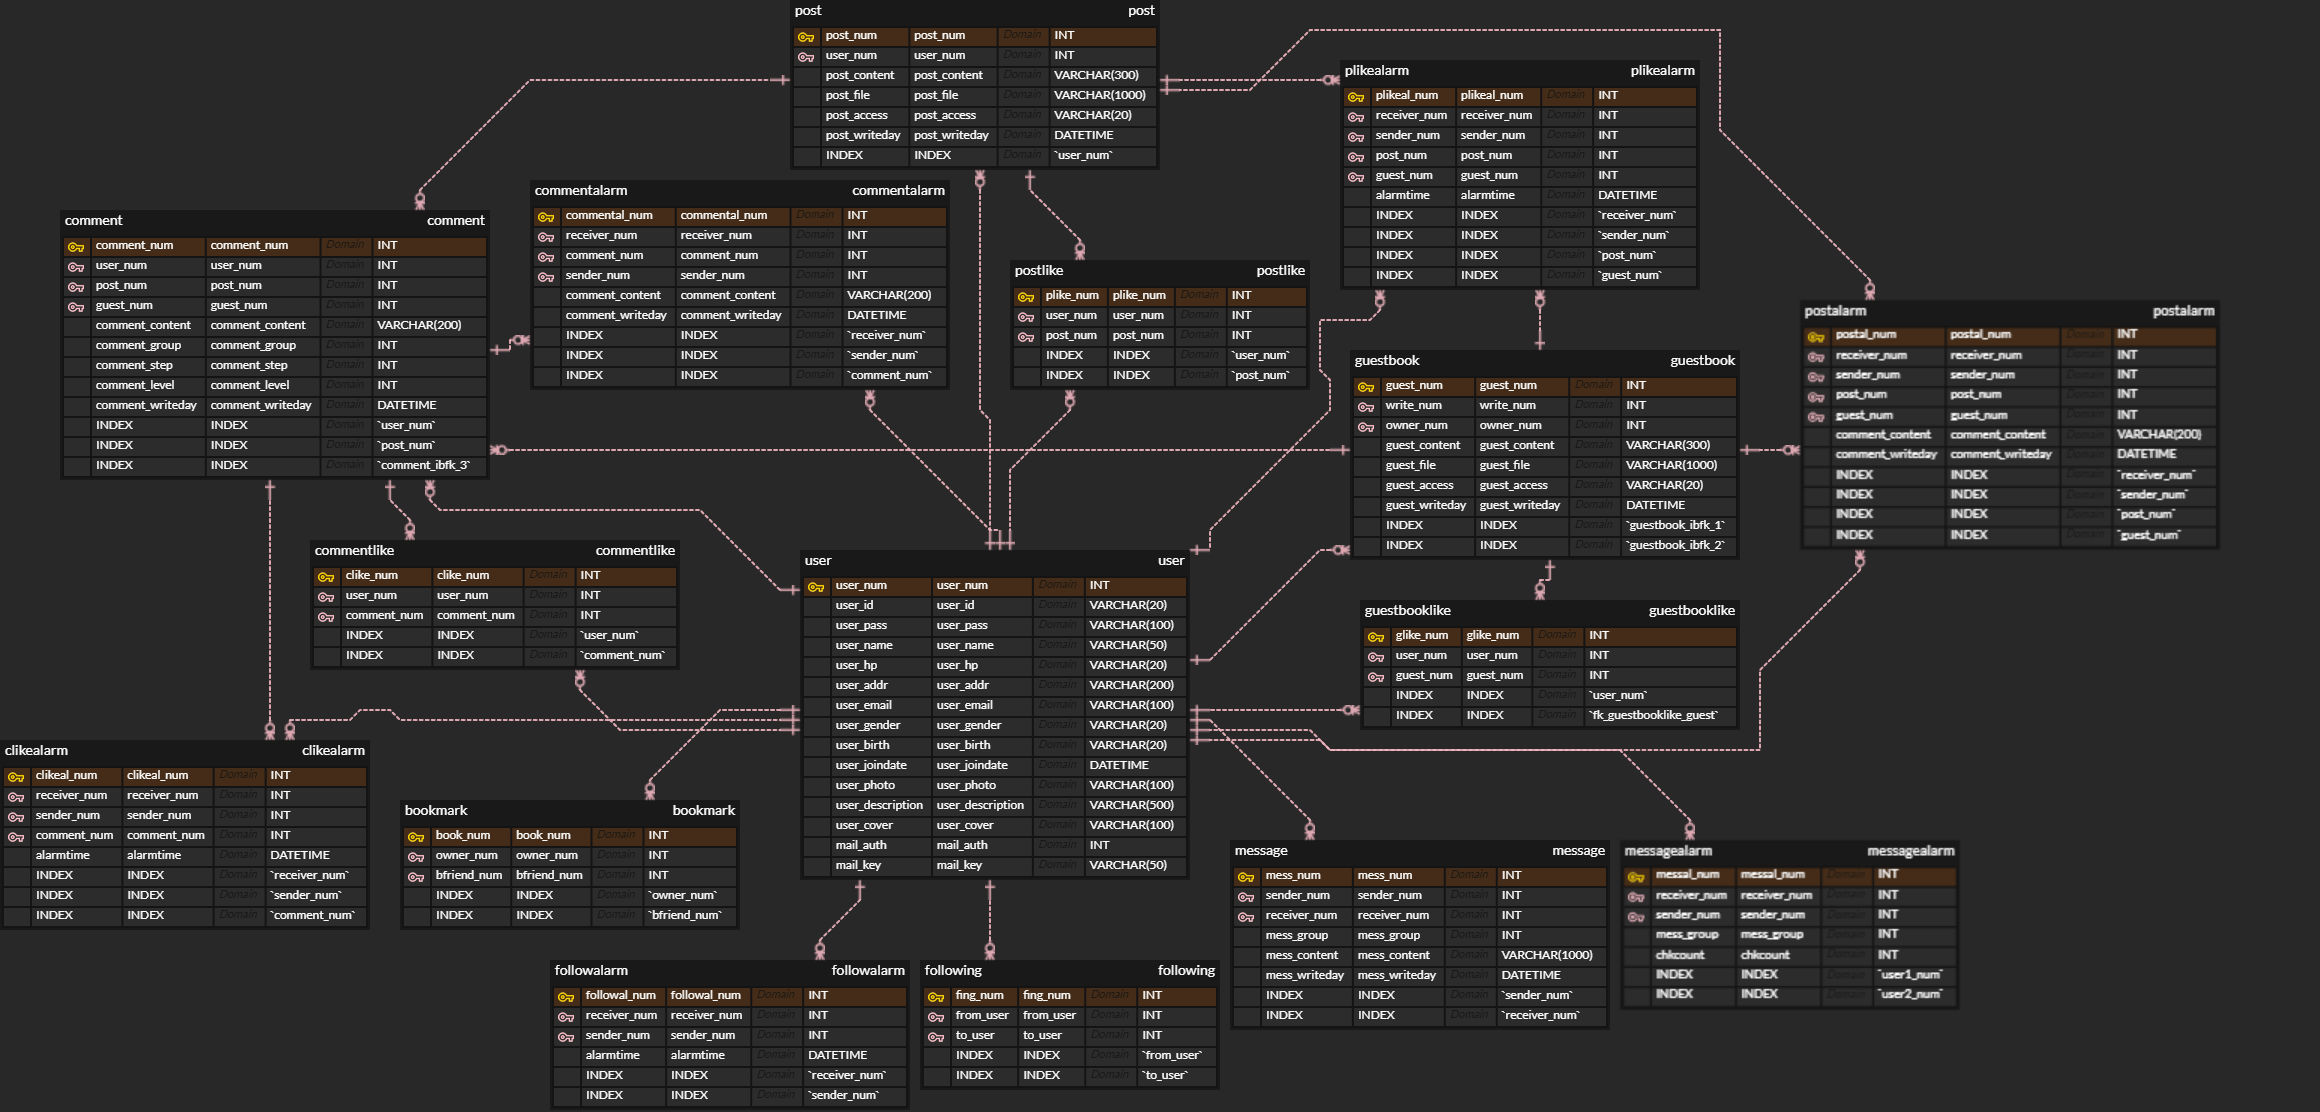 post post
post_num post_num Domain INT
user_num user_num Domain INT
post_content post_content Domain VARCHAR(300)
post_file post_file Domain VARCHAR(1000)
post_access post_access Domain VARCHAR(20)
post_writeday post_writeday Domain DATETIME
INDEX INDEX Domain `user_num`
plikealarm plikealarm
plikeal_num plikeal_num Domain INT
receiver_num receiver_num Domain INT
sender_num sender_num Domain INT
post_num post_num Domain INT
guest_num guest_num Domain INT
alarmtime alarmtime Domain DATETIME
INDEX INDEX Domain `receiver_num`
INDEX INDEX Domain `sender_num`
INDEX INDEX Domain `post_num`
INDEX INDEX Domain `guest_num`
comment comment
comment_num comment_num Domain INT
user_num user_num Domain INT
post_num post_num Domain INT
guest_num guest_num Domain INT
comment_content comment_content Domain VARCHAR(200)
comment_group comment_group Domain INT
comment_step comment_step Domain INT
comment_level comment_level Domain INT
comment_writeday comment_writeday Domain DATETIME
INDEX INDEX Domain `user_num`
INDEX INDEX Domain `post_num`
INDEX INDEX Domain `comment_ibfk_3`
commentalarm commentalarm
commental_num commental_num Domain INT
receiver_num receiver_num Domain INT
comment_num comment_num Domain INT
sender_num sender_num Domain INT
comment_content comment_content Domain VARCHAR(200)
comment_writeday comment_writeday Domain DATETIME
INDEX INDEX Domain `receiver_num`
INDEX INDEX Domain `sender_num`
INDEX INDEX Domain `comment_num`
postlike postlike
plike_num plike_num Domain INT
user_num user_num Domain INT
post_num post_num Domain INT
INDEX INDEX Domain `user_num`
INDEX INDEX Domain `post_num`
guestbook guestbook
guest_num guest_num Domain INT
write_num write_num Domain INT
owner_num owner_num Domain INT
guest_content guest_content Domain VARCHAR(300)
guest_file guest_file Domain VARCHAR(1000)
guest_access guest_access Domain VARCHAR(20)
guest_writeday guest_writeday Domain DATETIME
INDEX INDEX Domain `guestbook_ibfk_1`
INDEX INDEX Domain `guestbook_ibfk_2`
postalarm postalarm
postal_num postal_num Domain INT
receiver_num receiver_num Domain INT
sender_num sender_num Domain INT
post_num post_num Domain INT
guest_num guest_num Domain INT
comment_content comment_content Domain VARCHAR(200)
comment_writeday comment_writeday Domain DATETIME
INDEX INDEX Domain `receiver_num`
INDEX INDEX Domain `sender_num`
INDEX INDEX Domain `post_num`
INDEX INDEX Domain `guest_num`
commentlike commentlike
clike_num clike_num Domain INT
user_num user_num Domain INT
comment_num comment_num Domain INT
INDEX INDEX Domain `user_num`
INDEX INDEX Domain `comment_num`
user user
user_num user_num Domain INT
user_id user_id Domain VARCHAR(20)
user_pass user_pass Domain VARCHAR(100)
user_name user_name Domain VARCHAR(50)
user_hp user_hp Domain VARCHAR(20)
user_addr user_addr Domain VARCHAR(200)
user_email user_email Domain VARCHAR(100)
user_gender user_gender Domain VARCHAR(20)
user_birth user_birth Domain VARCHAR(20)
user_joindate user_joindate Domain DATETIME
user_photo user_photo Domain VARCHAR(100)
user_description user_description Domain VARCHAR(500)
user_cover user_cover Domain VARCHAR(100)
mail_auth mail_auth Domain INT
mail_key mail_key Domain VARCHAR(50)
guestbooklike guestbooklike
glike_num glike_num Domain INT
user_num user_num Domain INT
guest_num guest_num Domain INT
INDEX INDEX Domain `user_num`
INDEX INDEX Domain `fk_guestbooklike_guest`
clikealarm clikealarm
clikeal_num clikeal_num Domain INT
receiver_num receiver_num Domain INT
sender_num sender_num Domain INT
comment_num comment_num Domain INT
alarmtime alarmtime Domain DATETIME
INDEX INDEX Domain `receiver_num`
INDEX INDEX Domain `sender_num`
INDEX INDEX Domain `comment_num`
bookmark bookmark
book_num book_num Domain INT
owner_num owner_num Domain INT
bfriend_num bfriend_num Domain INT
INDEX INDEX Domain `owner_num`
INDEX INDEX Domain `bfriend_num`
message message
mess_num mess_num Domain INT
sender_num sender_num Domain INT
receiver_num receiver_num Domain INT
mess_group mess_group Domain INT
mess_content mess_content Domain VARCHAR(1000)
mess_writeday mess_writeday Domain DATETIME
INDEX INDEX Domain `sender_num`
INDEX INDEX Domain `receiver_num`
messagealarm messagealarm
messal_num messal_num Domain INT
receiver_num receiver_num Domain INT
sender_num sender_num Domain INT
mess_group mess_group Domain INT
chkcount chkcount Domain INT
INDEX INDEX Domain `user1_num`
INDEX INDEX Domain `user2_num`
followalarm followalarm
followal_num followal_num Domain INT
receiver_num receiver_num Domain INT
sender_num sender_num Domain INT
alarmtime alarmtime Domain DATETIME
INDEX INDEX Domain `receiver_num`
INDEX INDEX Domain `sender_num`
following following
fing_num fing_num Domain INT
from_user from_user Domain INT
to_user to_user Domain INT
INDEX INDEX Domain `from_user`
INDEX INDEX Domain `to_user`